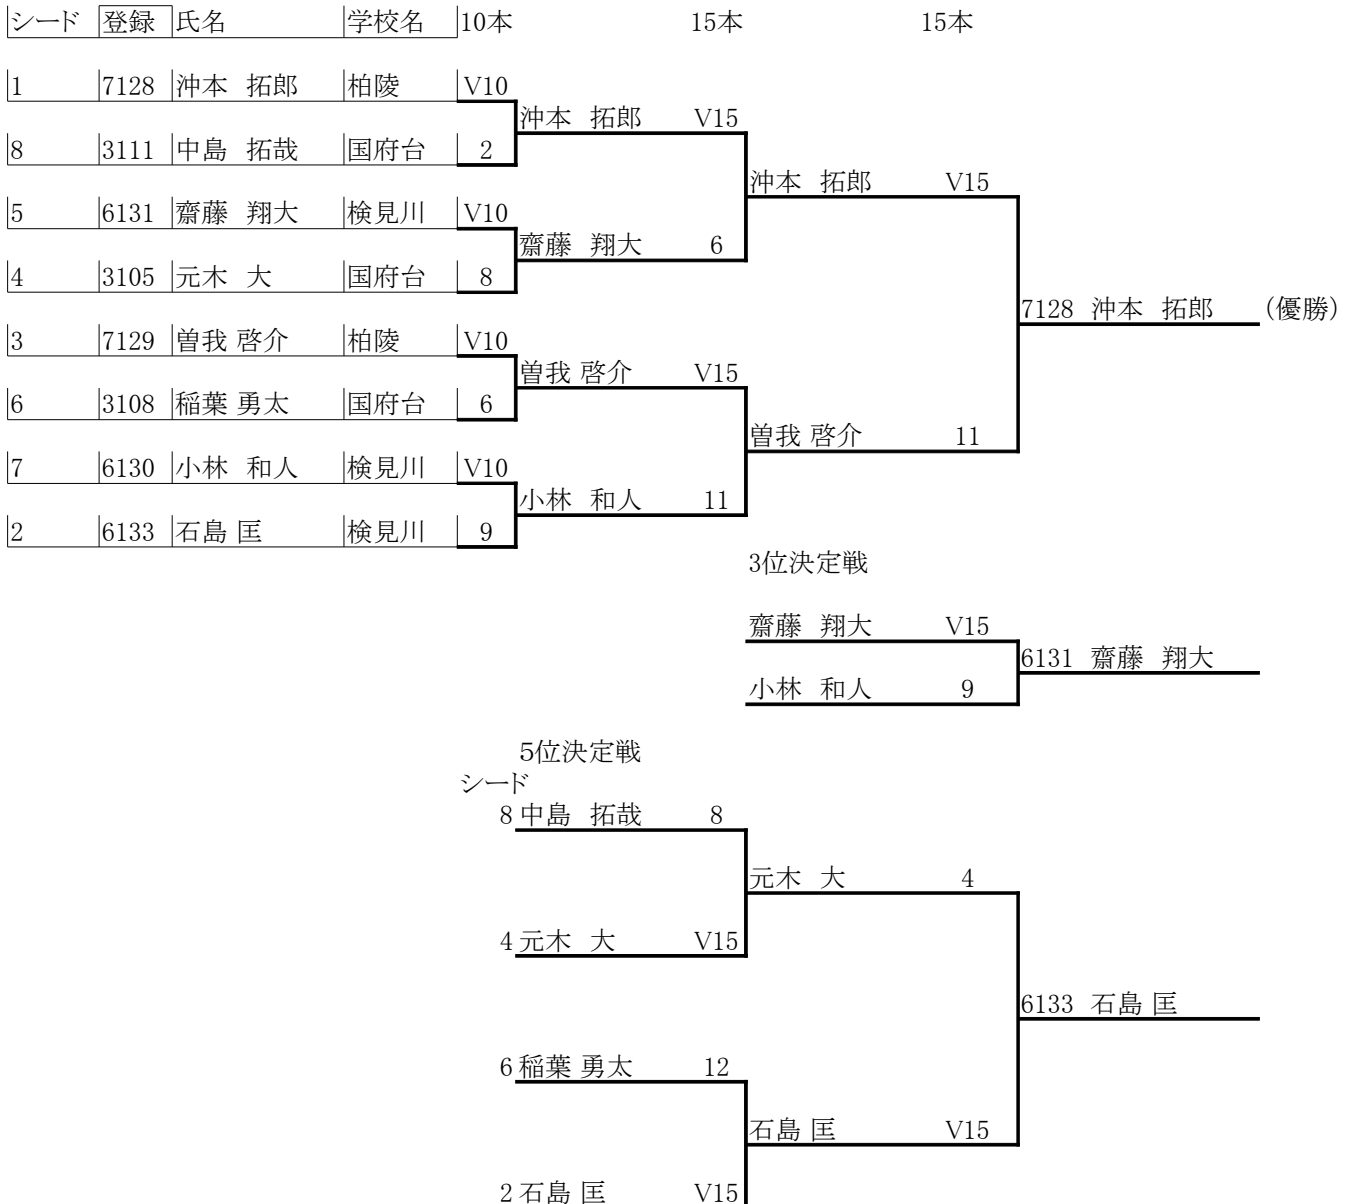 シード 登録 氏名 学校名 10本 15本 15本
1 7128 沖本 拓郎 柏陵 V10
沖本 拓郎 V15
8 3111 中島 拓哉 国府台 2
沖本 拓郎 V15
5 6131 齋藤 翔大 検見川 V10
齋藤 翔大 6
4 3105 元木 大 国府台 8
7128 沖本 拓郎 (優勝)
3 7129 曽我 啓介 柏陵 V10
曽我 啓介 V15
6 3108 稲葉 勇太 国府台 6
曽我 啓介 11
7 6130 小林 和人 検見川 V10
小林 和人 11
2 6133 石島 匡 検見川 9
3位決定戦
齋藤 翔大 V15
6131 齋藤 翔大
小林 和人 9
5位決定戦
シード
8 中島 拓哉 8
元木 大 4
4 元木 大 V15
6133 石島 匡
6 稲葉 勇太 12
石島 匡 V15
2 石島 匡 V15